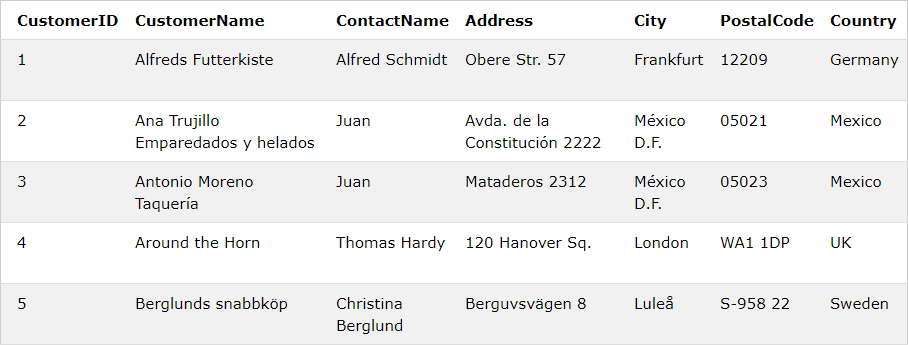 CustomerID CustomerName ContactName Address City PostalCode Country
1 Alfreds Futterkiste Alfred Schmidt Obere Str. 57 Frankfurt 12209 Germany
2 Ana Trujillo Juan Avda. de la México 05021 Mexico
Emparedados y helados Constitución 2222 D.F.
3 Antonio Moreno Juan Mataderos 2312 México 05023 Mexico
Taquería D.F.
4 Around the Horn Thomas Hardy 120 Hanover Sq. London WA1 1DP UK
5 Berglunds snabbköp Christina Berguvsvägen 8 Luleå S-958 22 Sweden
Berglund